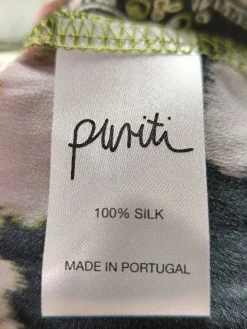 puriti
100% SILK
MADE IN PORTUGAL